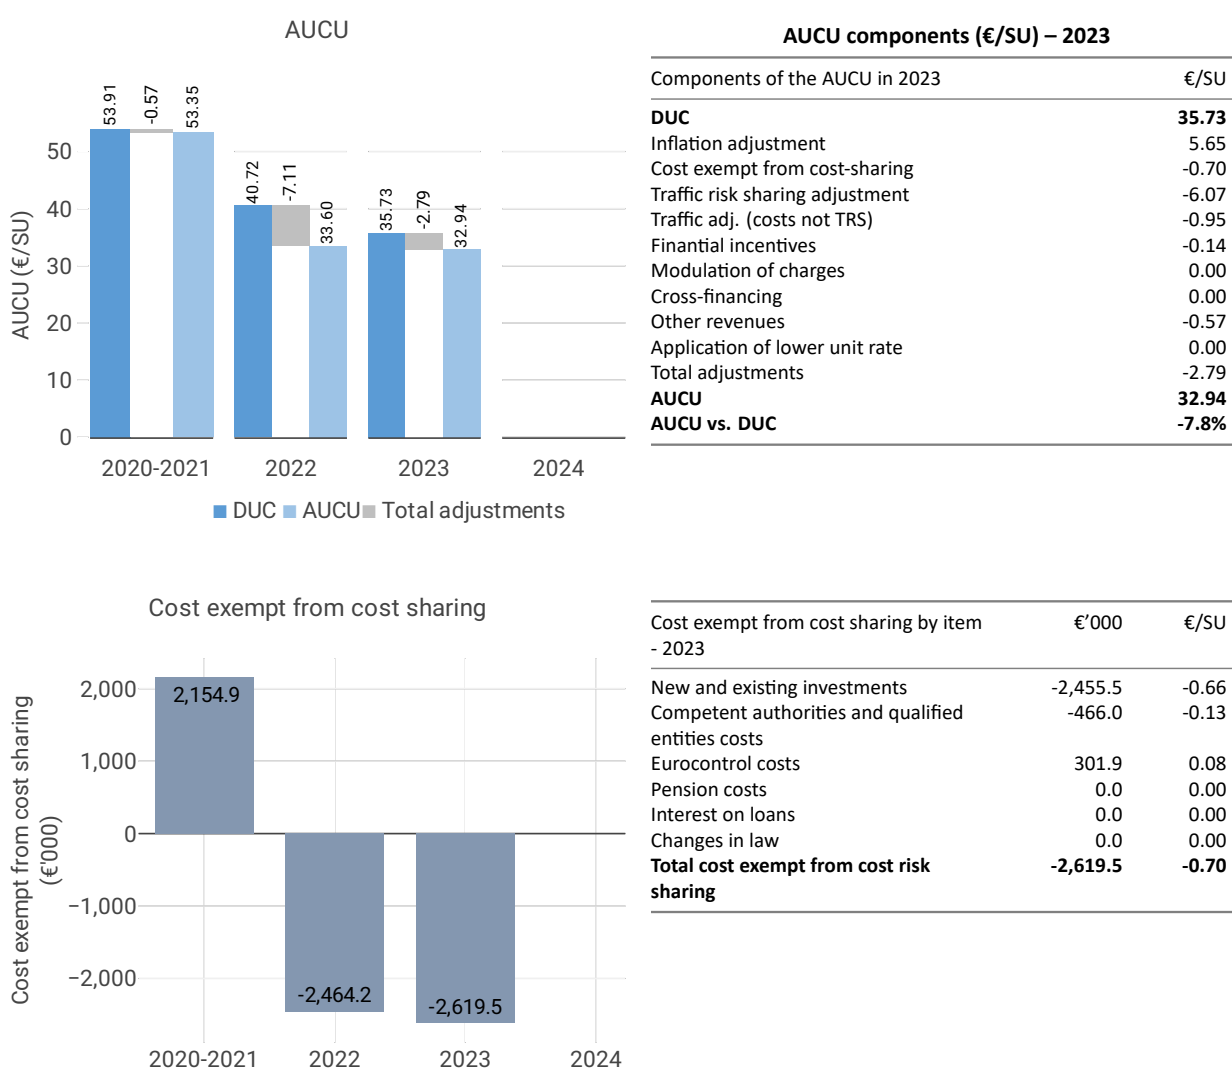 AUCU
53.91
-0.57
53.35
40.72
-7.11
33.60
35.73
-2.79
32.94
AUCU (€/SU)
50
40
30
20
10
0
2020-2021
2022
2023
2024
DUC
AUCU
Total adjustments
AUCU components (€/SU) – 2023
Components of the AUCU in 2023 €/SU
DUC 35.73
Inflation adjustment 5.65
Cost exempt from cost-sharing -0.70
Traffic risk sharing adjustment -6.07
Traffic adj. (costs not TRS) -0.95
Finantial incentives -0.14
Modulation of charges 0.00
Cross-financing 0.00
Other revenues -0.57
Application of lower unit rate 0.00
Total adjustments -2.79
AUCU 32.94
AUCU vs. DUC -7.8%
Cost exempt from cost sharing
Cost exempt from cost sharing
(€'000)
2,000
1,000
0
−1,000
−2,000
2,154.9
-2,464.2
-2,619.5
2020-2021
2022
2023
2024
Cost exempt from cost sharing by item €’000 €/SU
- 2023
New and existing investments -2,455.5 -0.66
Competent authorities and qualified -466.0 -0.13
entities costs
Eurocontrol costs 301.9 0.08
Pension costs 0.0 0.00
Interest on loans 0.0 0.00
Changes in law 0.0 0.00
Total cost exempt from cost risk -2,619.5 -0.70
sharing